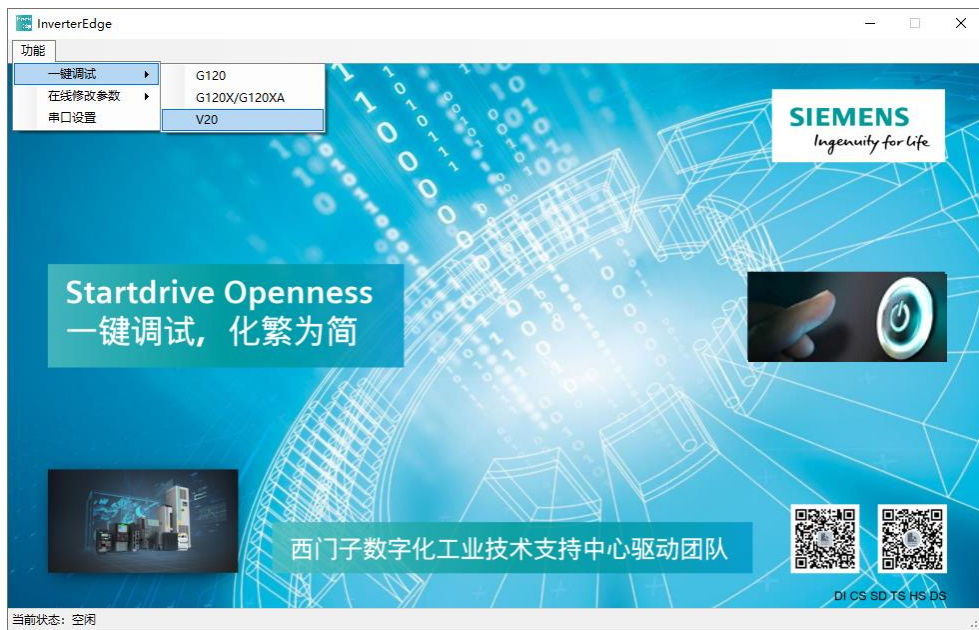 InverterEdge
功能
一键调试
在线修改参数
串口设置
G120
G120X/G120XA
V20
SIEMENS
Ingenuity for life
Startdrive Openness
一键调试，化繁为简
西门子数字化工业技术支持中心驱动团队
DI CS SD TS HS DS
当前状态：空闲